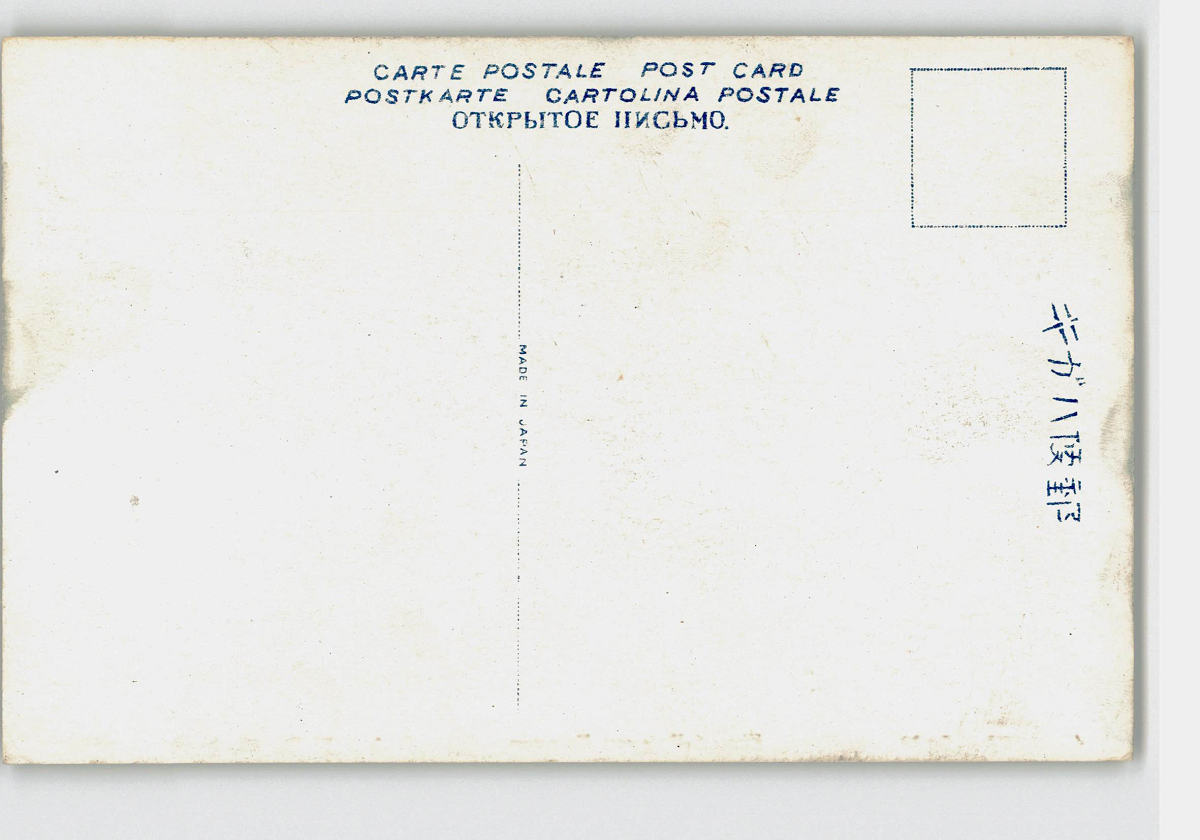 CARTE POSTALE POST CARD
POSTKARTE CARTOLINA POSTALE
ОТКРЫТОЕ ПИСЬМО.
MADE IN JAPAN
郵便ハガキ